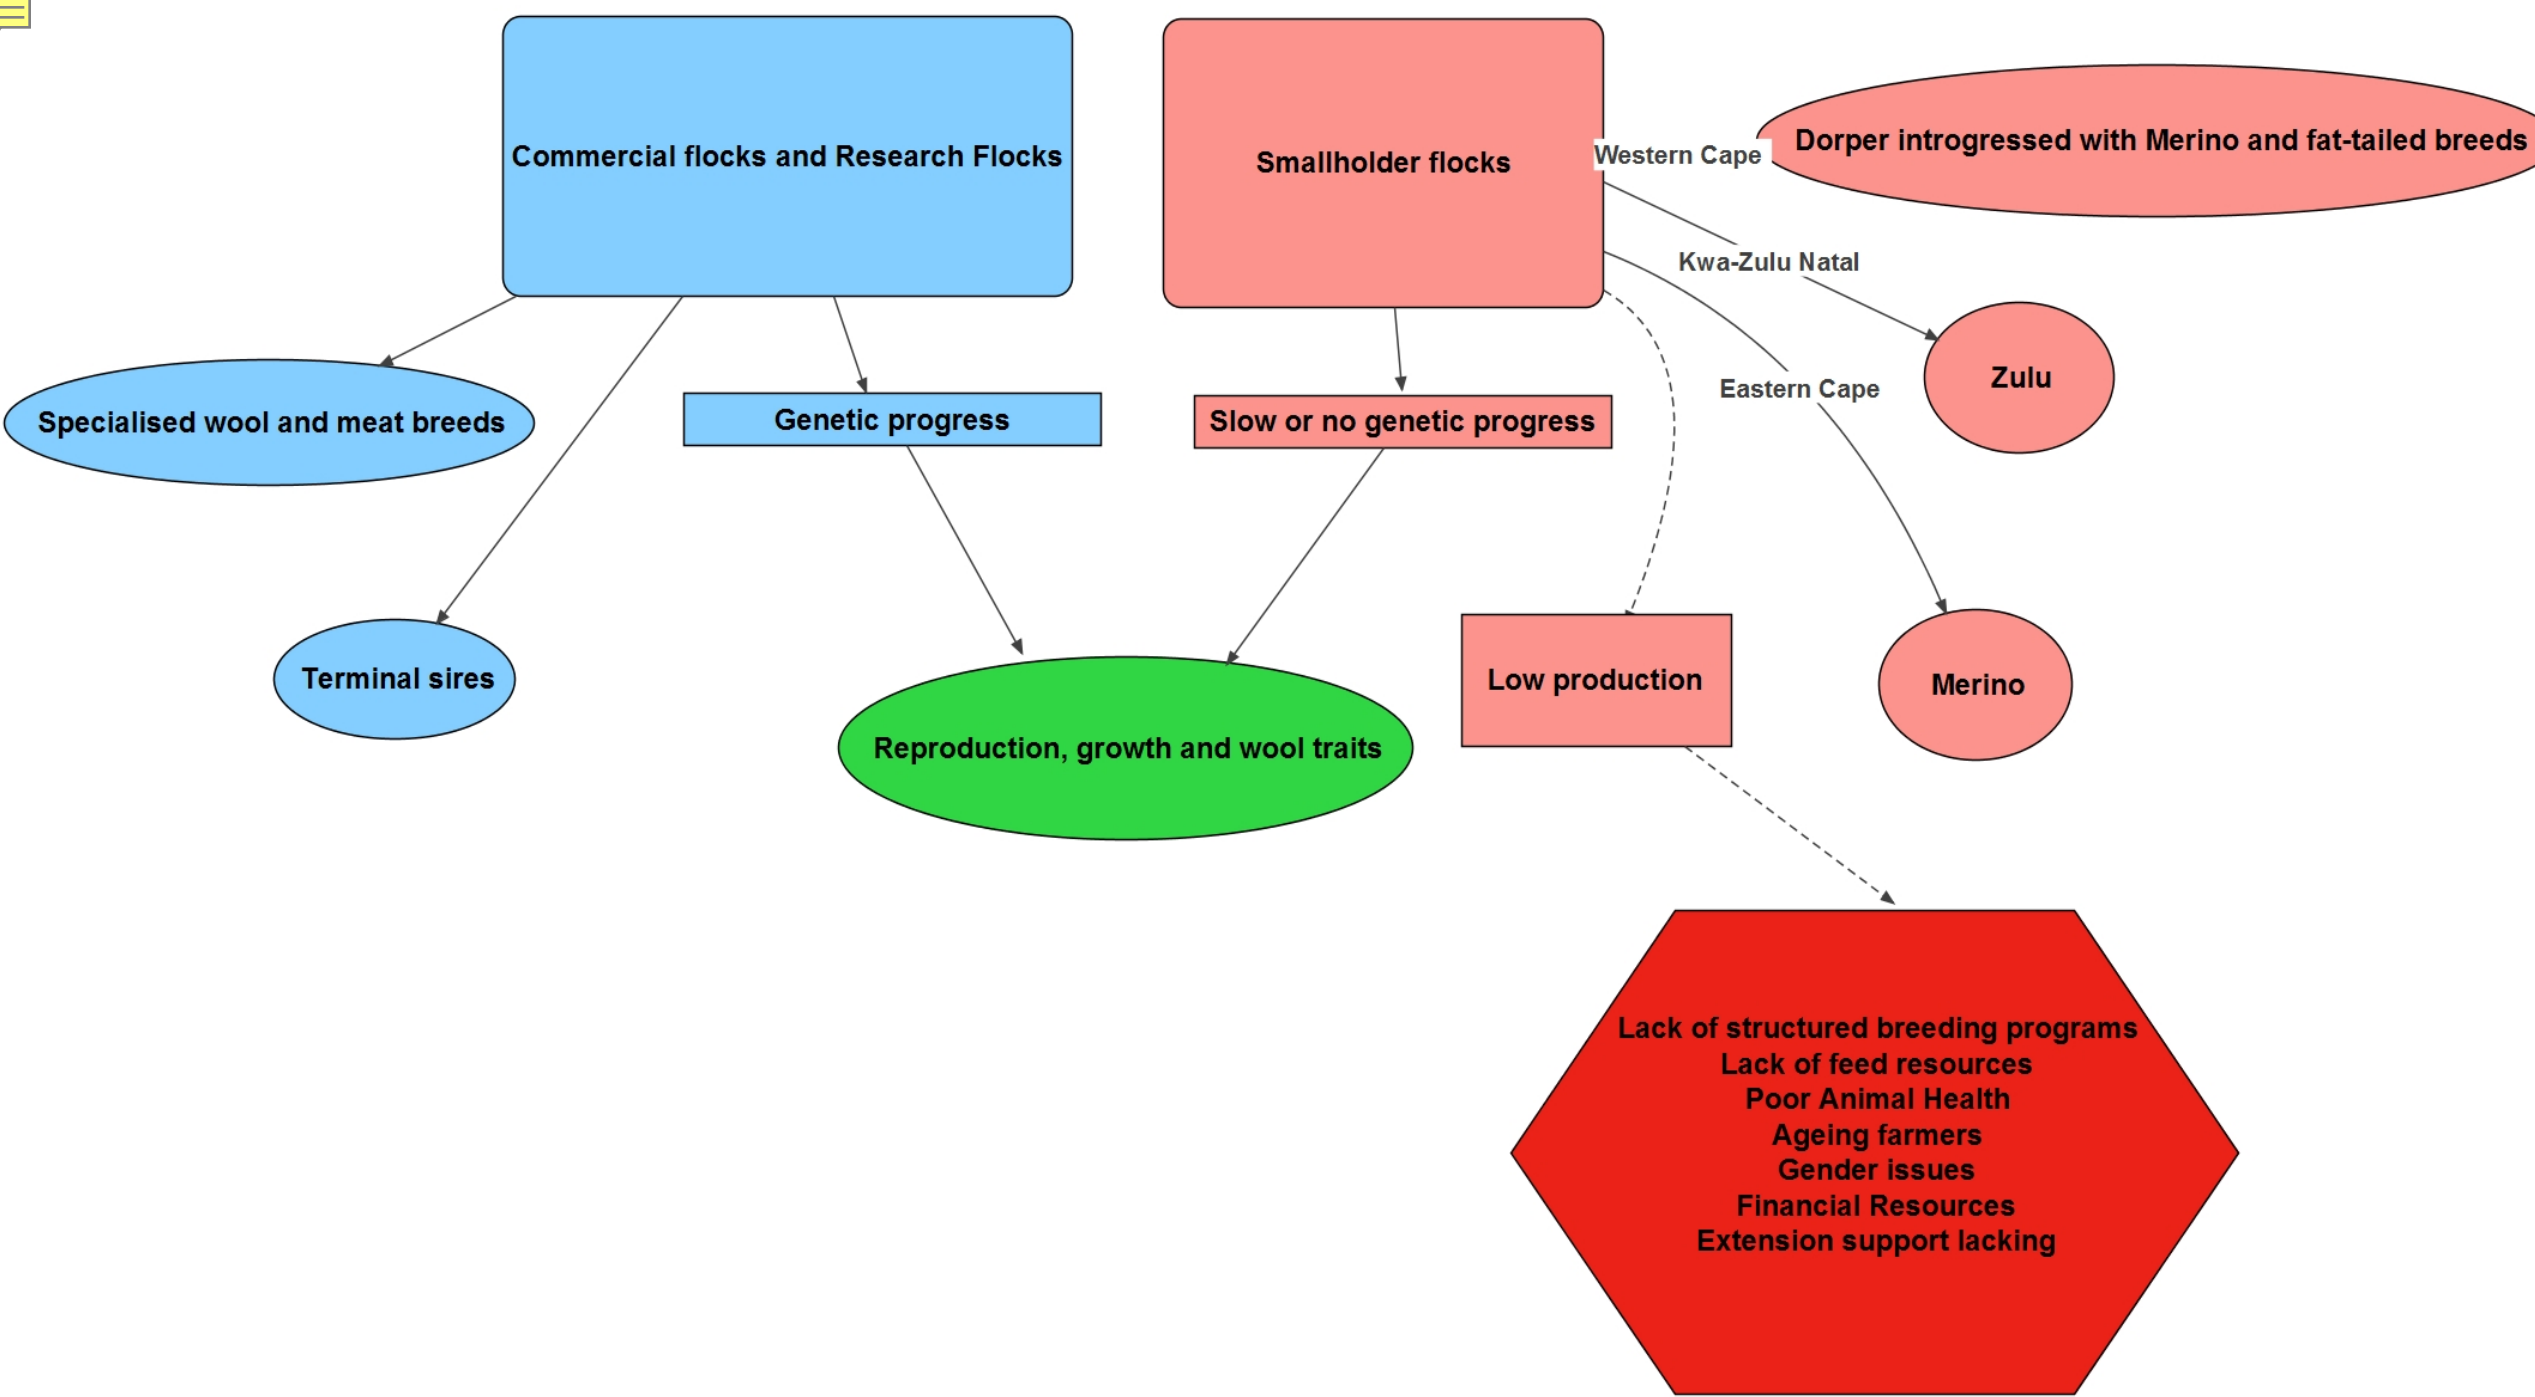 Commercial flocks and Research Flocks
Smallholder flocks
Western Cape
Dorper introgressed with Merino and fat-tailed breeds
Kwa-Zulu Natal
Zulu
Eastern Cape
Specialised wool and meat breeds
Genetic progress
Slow or no genetic progress
Terminal sires
Reproduction, growth and wool traits
Low production
Merino
Lack of structured breeding programs
Lack of feed resources
Poor Animal Health
Ageing farmers
Gender issues
Financial Resources
Extension support lacking